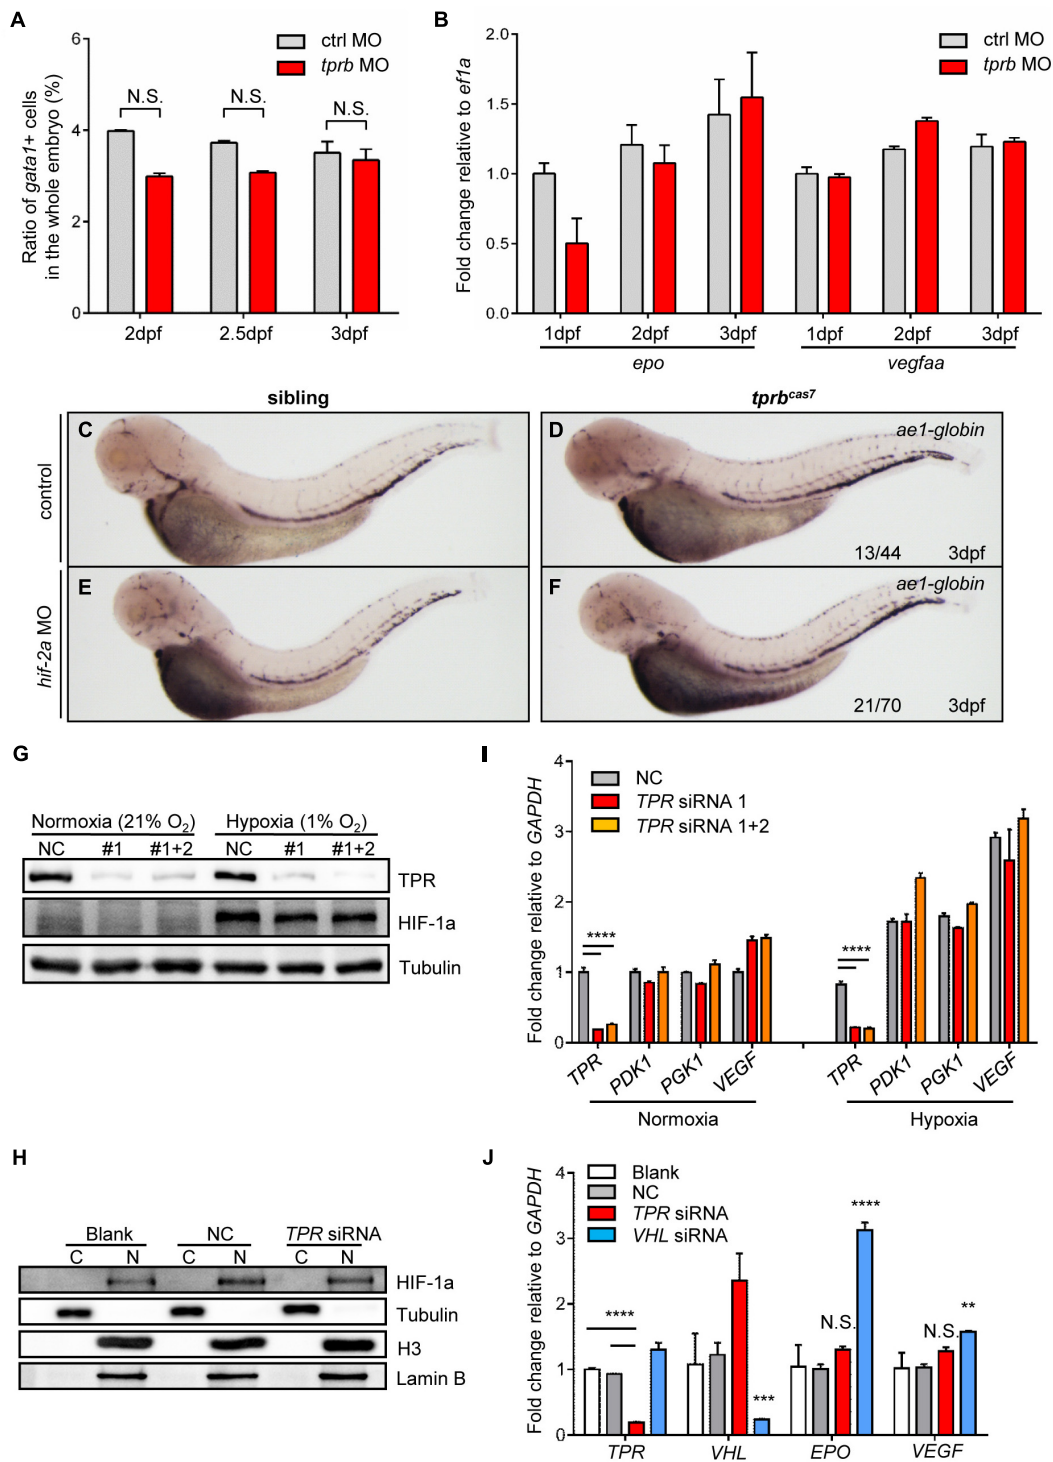 A
Ratio of gata1+ cells
in the whole embryo (%)
6
4
2
0
ctrl MO
tprb MO
N.S.
N.S.
N.S.
2dpf
2.5dpf
3dpf
B
Fold change relative to ef1a
2.0
1.5
1.0
0.5
0.0
ctrl MO
tprb MO
1dpf
2dpf
3dpf
1dpf
2dpf
3dpf
epo
vegfaa
sibling
tprbcas7
control
hif-2a MO
C
D
ae1-globin
13/44
3dpf
E
F
ae1-globin
21/70
3dpf
G
Normoxia (21% O2)
Hypoxia (1% O2)
NC
#1
#1+2
NC
#1
#1+2
TPR
HIF-1a
Tubulin
I
Fold change relative to GAPDH
4
3
2
1
0
NC
TPR siRNA 1
TPR siRNA 1+2
****
****
TPR
PDK1
PGK1
VEGF
TPR
PDK1
PGK1
VEGF
Normoxia
Hypoxia
H
Blank
NC
TPR siRNA
C
N
C
N
C
N
HIF-1a
Tubulin
H3
Lamin B
J
Fold change relative to GAPDH
4
3
2
1
0
Blank
NC
TPR siRNA
VHL siRNA
****
***
N.S.
****
N.S.
**
TPR
VHL
EPO
VEGF